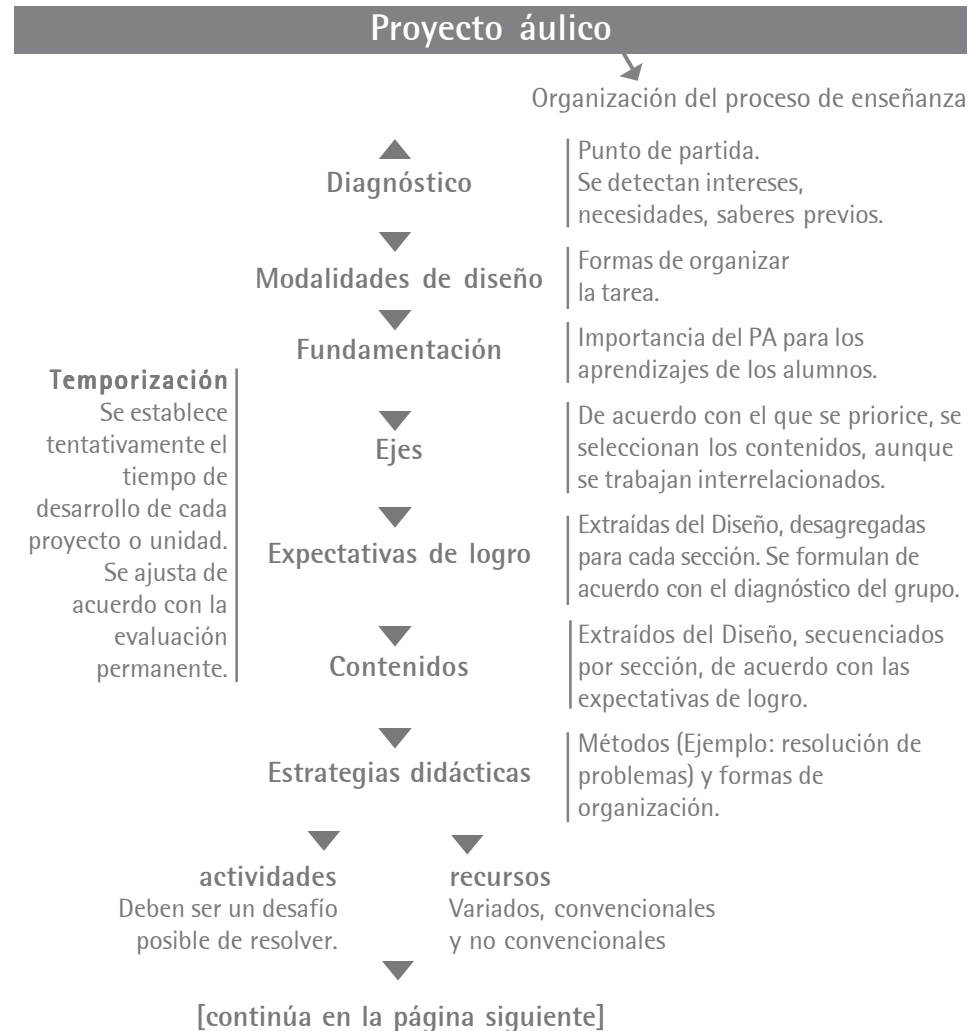 Proyecto áulico
Organización del proceso de enseñanza
Diagnóstico
Punto de partida.
Se detectan intereses,
necesidades, saberes previos.
Modalidades de diseño
Formas de organizar
la tarea.
Fundamentación
Importancia del PA para los
aprendizajes de los alumnos.
Temporización
Se establece
tentativamente el
tiempo de
desarrollo de cada
proyecto o unidad.
Se ajusta de
acuerdo con la
evaluación
permanente.
Ejes
De acuerdo con el que se priorice, se
seleccionan los contenidos, aunque
se trabajan interrelacionados.
Expectativas de logro
Extraídas del Diseño, desagregadas
para cada sección. Se formulan de
acuerdo con el diagnóstico del grupo.
Contenidos
Extraídos del Diseño, secuenciados
por sección, de acuerdo con las
expectativas de logro.
Estrategias didácticas
Métodos (Ejemplo: resolución de
problemas) y formas de
organización.
actividades
Deben ser un desafío
posible de resolver.
recursos
Variados, convencionales
y no convencionales
[continúa en la página siguiente]